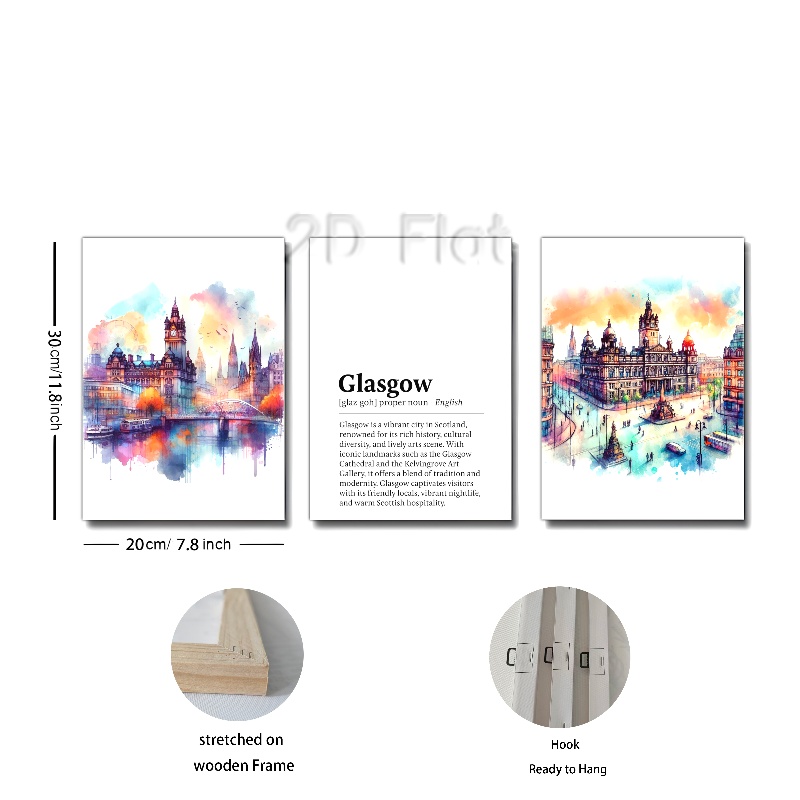 2D Flat
30cm/11.8inch
Glasgow
[glaz goh] proper noun English
Glasgow is a vibrant city in Scotland,
renowned for its rich history, cultural
diversity, and lively arts scene. With
iconic landmarks such as the Glasgow
Cathedral and the Kelvingrove Art
Gallery, it offers a blend of tradition and
modernity. Glasgow captivates visitors
with its friendly locals, vibrant nightlife,
and warm Scottish hospitality.
20cm/ 7.8 inch
stretched on
wooden Frame
Hook
Ready to Hang